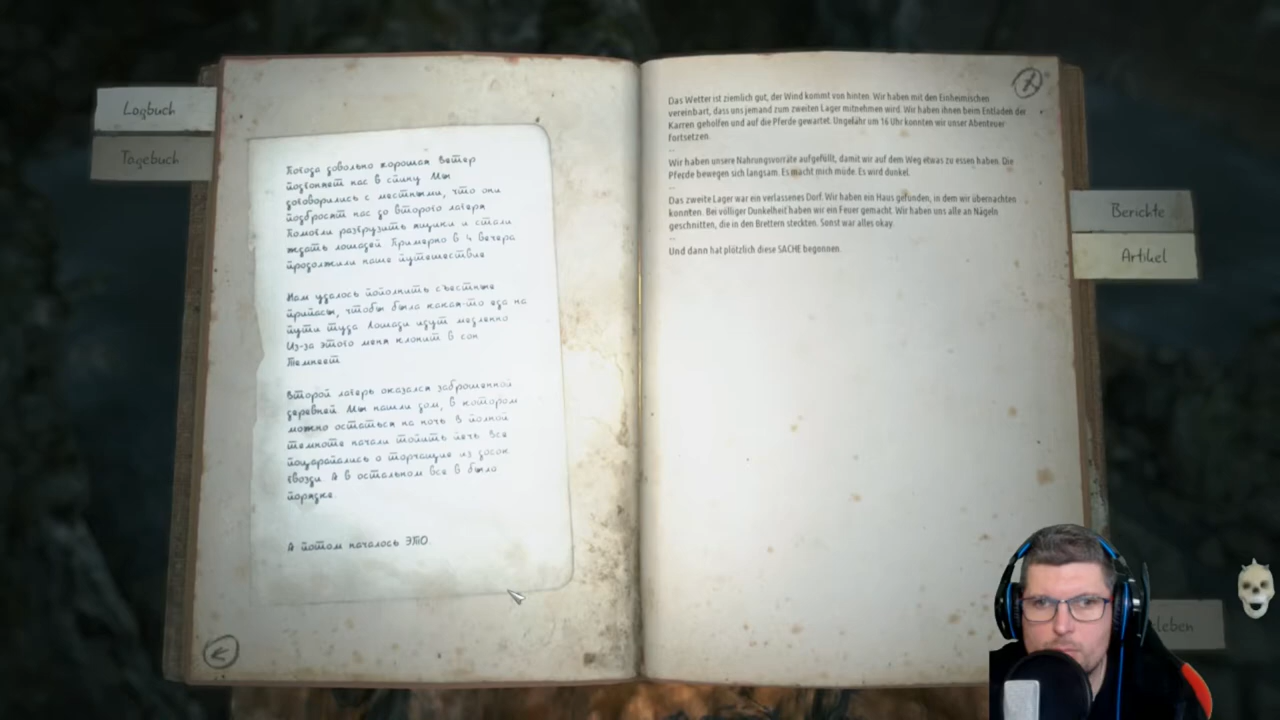 Logbuch
Tagebuch
Погода довольно хорошая Ветер
подгоняет нас в спину Мы
договорились с местными, что они
подбросят нас до второго лагеря
Помогли разгрузить ящики и стали
ждать лошадей Примерно в 4 вечера
продолжили наше путешествие
Нам удалось пополнить съестные
припасы, чтобы была какая-то еда на
пути туда Лошади идут медленно
Из-за этого меня клонит в сон
Темнеет
Второй лагерь оказался заброшенной
деревней Мы нашли дом, в котором
можно остаться на ночь В полной
темноте начали топить печь Все
поцарапались о торчащие из досок
гвозди. А в остальном все в было
порядке.
А потом началось ЭТО.
Das Wetter ist ziemlich gut, der Wind kommt von hinten. Wir haben mit den Einheimischen
vereinbart, dass uns jemand zum zweiten Lager mitnehmen wird. Wir haben ihnen beim Entladen der
Karren geholfen und auf die Pferde gewartet. Ungefähr um 16 Uhr konnten wir unser Abenteuer
fortsetzen.
...
Wir haben unsere Nahrungsvorräte aufgefüllt, damit wir auf dem Weg etwas zu essen haben. Die
Pferde bewegen sich langsam. Es macht mich müde. Es wird dunkel.
...
Das zweite Lager war ein verlassenes Dorf. Wir haben ein Haus gefunden, in dem wir übernachten
konnten. Bei völliger Dunkelheit haben wir ein Feuer gemacht. Wir haben uns alle an Nägeln
geschnitten, die in den Brettern steckten. Sonst war alles okay.
...
Und dann hat plötzlich diese SACHE begonnen.
Berichte
Artikel